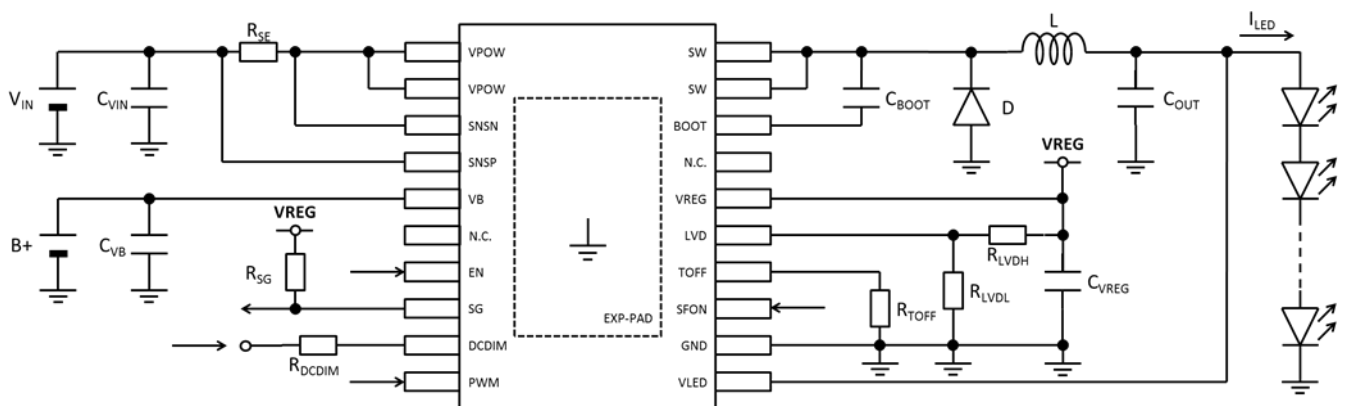 R_SE
L
I_LED
VPOW
SW
V_IN
C_VIN
VPOW
SW
C_BOOT
D
C_OUT
SNSN
BOOT
SNSP
N.C.
VREG
VB
VREG
B+
C_VB
VREG
N.C.
LVD
R_LVDH
R_SG
EN
TOFF
C_VREG
R_LVDL
R_TOFF
SG
EXP-PAD
SFON
DCDIM
GND
R_DCDIM
PWM
VLED